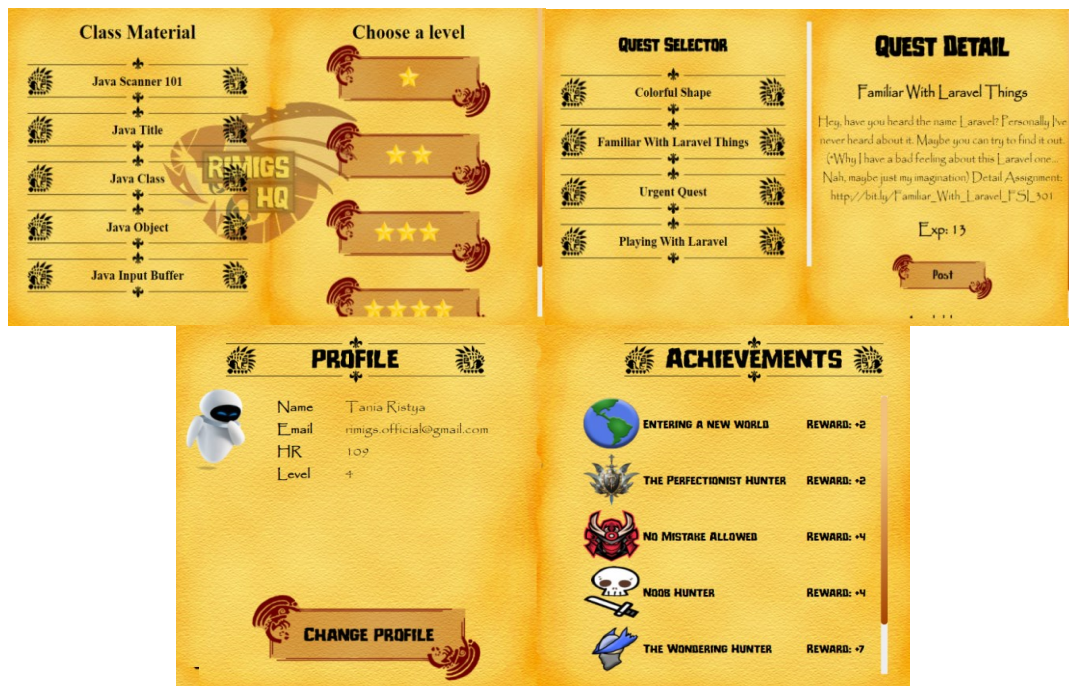 Class Material
Java Scanner 101
Java Title
Java Class
Java Object
Java Input Buffer
RIMIGS
HQ
Choose a level
QUEST SELECTOR
Colorful Shape
Familiar With Laravel Things
Urgent Quest
Playing With Laravel
QUEST DETAIL
Familiar With Laravel Things
Hey, have you heard the name Laravel? Personally I've
never heard about it. Maybe you can try to find it out.
(*Why I have a bad feeling about this Laravel one...
Nah, maybe just my imagination) Detail Assignment:
http://bit.ly/Familiar_With_Laravel_FSI_301
Exp: 13
Post
PROFILE
Name Tania Ristya
Email rimigs.official@gmail.com
HR 109
Level 4
CHANGE PROFILE
ACHIEVEMENTS
ENTERING A NEW WORLD REWARD: +2
THE PERFECTIONIST HUNTER REWARD: +2
NO MISTAKE ALLOWED REWARD: +4
NOOB HUNTER REWARD: +4
THE WONDERING HUNTER REWARD: +7